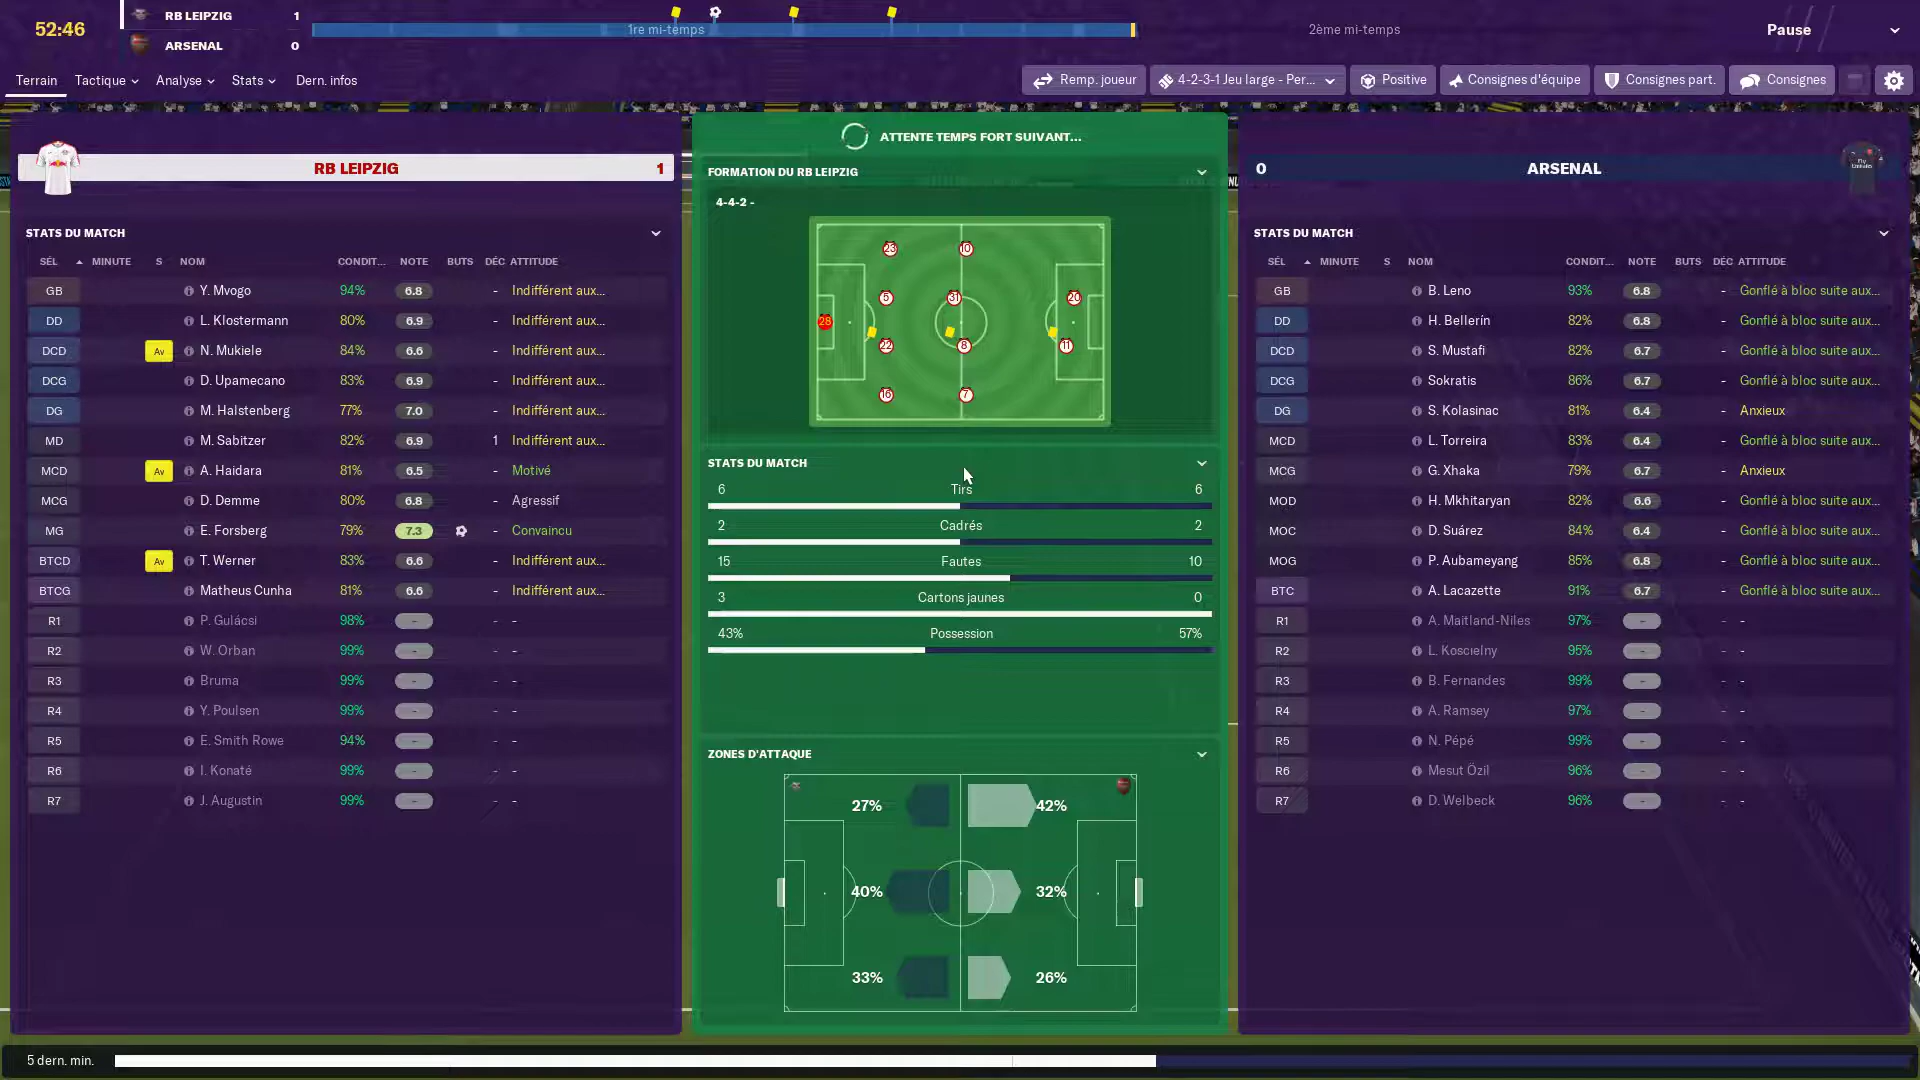 52:46
RB LEIPZIG 1
ARSENAL 0
1re mi-temps
2ème mi-temps
Pause
Terrain Tactique Analyse Stats Dern. infos
Remp. joueur 4-2-3-1 Jeu large - Per... Positive Consignes d'équipe Consignes part. Consignes
RB LEIPZIG 1
STATS DU MATCH
SÉL MINUTE S NOM CONDIT... NOTE BUTS DÉC ATTITUDE
GB Y. Mvogo 94% 6.8 - Indifférent aux...
DD L. Klostermann 80% 6.9 - Indifférent aux...
DCD Av N. Mukiele 84% 6.6 - Indifférent aux...
DCG D. Upamecano 83% 6.9 - Indifférent aux...
DG M. Halstenberg 77% 7.0 - Indifférent aux...
MD M. Sabitzer 82% 6.9 1 Indifférent aux...
MCD Av A. Haidara 81% 6.5 - Motivé
MCG D. Demme 80% 6.8 - Agressif
MG E. Forsberg 79% 7.3 - Convaincu
BTCD Av T. Werner 83% 6.6 - Indifférent aux...
BTCG Matheus Cunha 81% 6.6 - Indifférent aux...
R1 P. Gulácsi 98% - - -
R2 W. Orban 99% - - -
R3 Bruma 99% - - -
R4 Y. Poulsen 99% - - -
R5 E. Smith Rowe 94% - - -
R6 I. Konaté 99% - - -
R7 J. Augustin 99% - - -
ATTENTE TEMPS FORT SUIVANT...
FORMATION DU RB LEIPZIG
4-4-2 -
23 10
5 31 20
28
22 8 11
16 7
STATS DU MATCH
6 Tirs 6
2 Cadrés 2
15 Fautes 10
3 Cartons jaunes 0
43% Possession 57%
ZONES D'ATTAQUE
27% 42%
40% 32%
33% 26%
0 ARSENAL
Fly Emirates
STATS DU MATCH
SÉL MINUTE S NOM CONDIT... NOTE BUTS DÉC ATTITUDE
GB B. Leno 93% 6.8 - Gonflé à bloc suite aux...
DD H. Bellerín 82% 6.8 - Gonflé à bloc suite aux...
DCD S. Mustafi 82% 6.7 - Gonflé à bloc suite aux...
DCG Sokratis 86% 6.7 - Gonflé à bloc suite aux...
DG S. Kolasinac 81% 6.4 - Anxieux
MCD L. Torreira 83% 6.4 - Gonflé à bloc suite aux...
MCG G. Xhaka 79% 6.7 - Anxieux
MOD H. Mkhitaryan 82% 6.6 - Gonflé à bloc suite aux...
MOC D. Suárez 84% 6.4 - Gonflé à bloc suite aux...
MOG P. Aubameyang 85% 6.8 - Gonflé à bloc suite aux...
BTC A. Lacazette 91% 6.7 - Gonflé à bloc suite aux...
R1 A. Maitland-Niles 97% - - -
R2 L. Koscielny 95% - - -
R3 B. Fernandes 99% - - -
R4 A. Ramsey 97% - - -
R5 N. Pépé 99% - - -
R6 Mesut Özil 96% - - -
R7 D. Welbeck 96% - - -
5 dern. min.